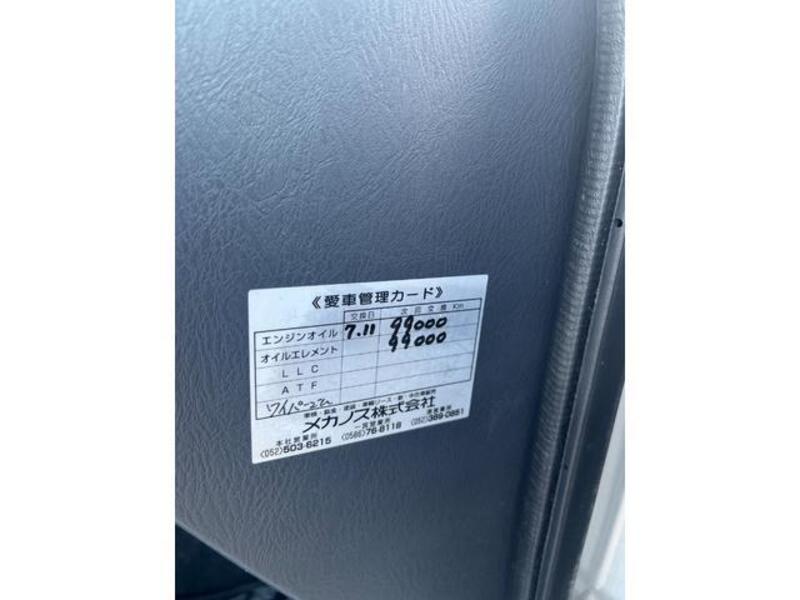 《愛車管理カード》
交換日 次回交換 Km
エンジンオイル 7.11 99000
オイルエレメント 99000
LLC
ATF
ワイパーゴム
メカノス株式会社
本社営業所 一宮営業所
(052)503-6215 (0586)76-8118 (052)389-0851